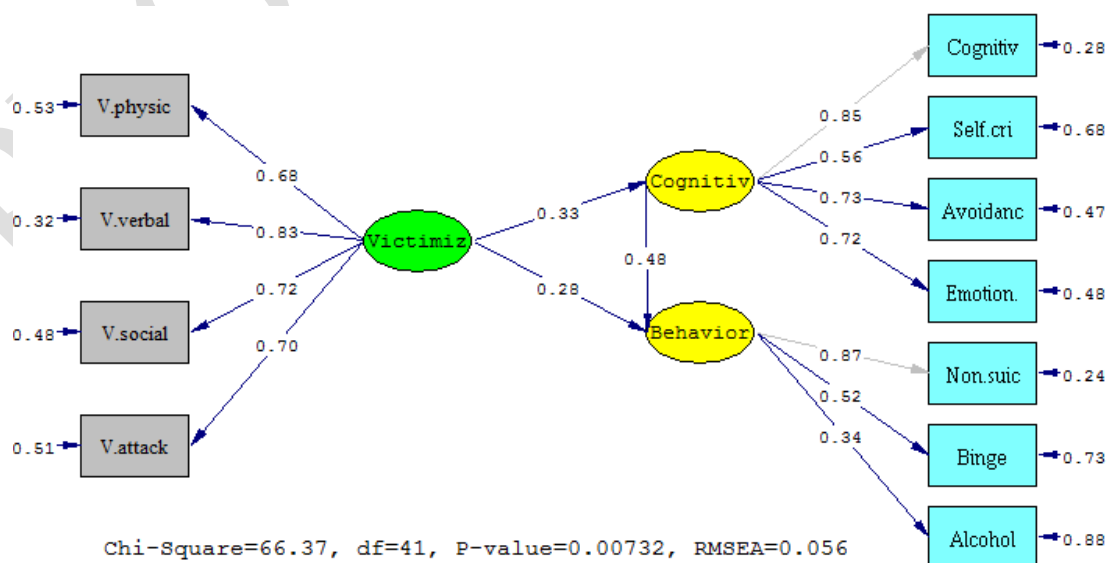 Cognitiv
0.28
0.53
V.physic
0.85
Self.cri
0.68
0.56
0.68
Cognitiv
0.73
Avoidanc
0.47
0.32
V.verbal
0.83
Victimiz
0.33
0.72
0.48
0.28
Emotion.
0.48
0.72
0.48
V.social
Behavior
0.70
0.87
Non.suic
0.24
0.52
0.34
0.51
V.attack
Binge
0.73
Alcohol
0.88
Chi-Square=66.37, df=41, P-value=0.00732, RMSEA=0.056